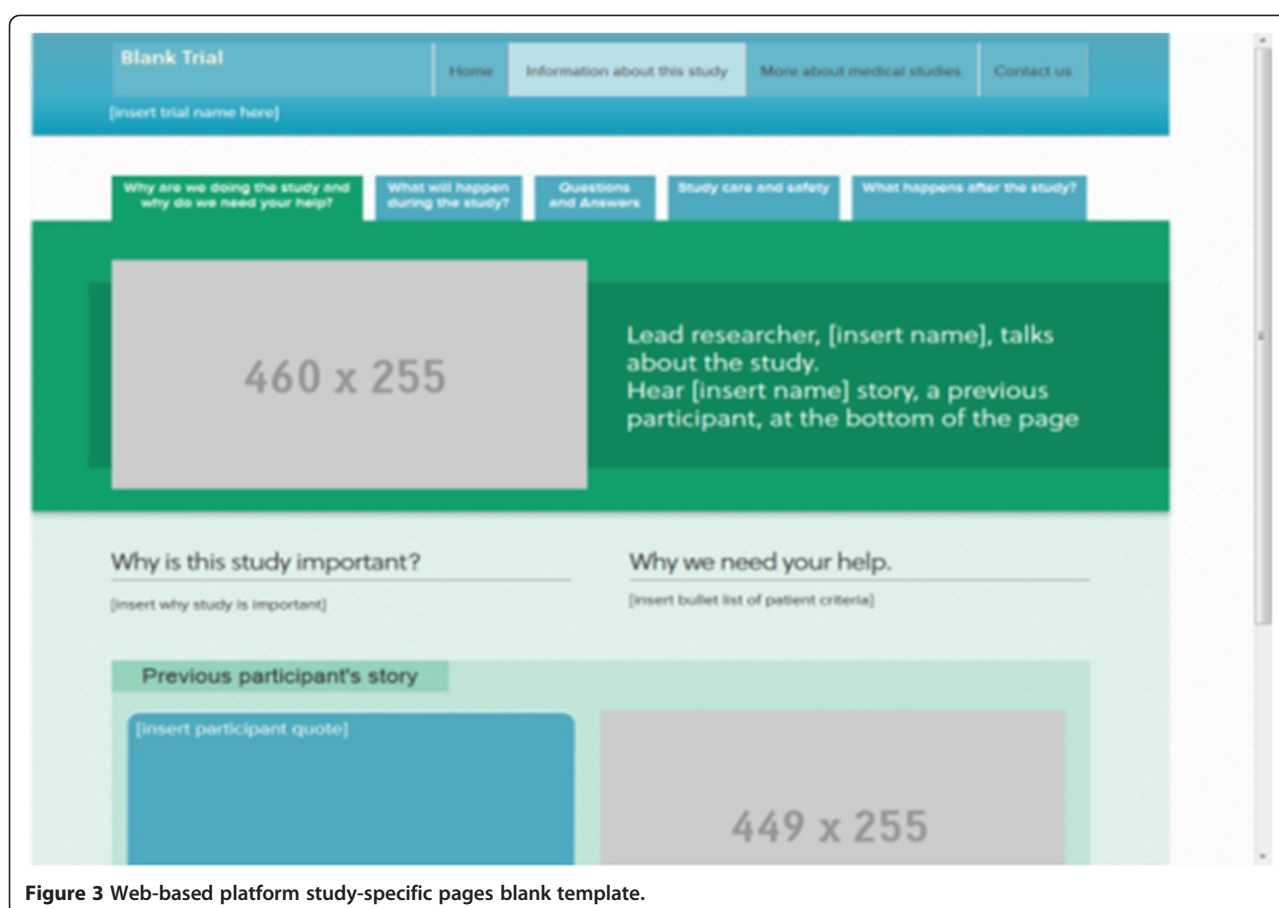 Blank Trial
Home
Information about this study
More about medical studies
Contact us
[insert trial name here]
Why are we doing the study and
why do we need your help?
What will happen
during the study?
Questions
and Answers
Study care and safety
What happens after the study?
460 x 255
Lead researcher, [insert name], talks
about the study.
Hear [insert name] story, a previous
participant, at the bottom of the page
Why is this study important?
[insert why study is important]
Why we need your help.
[insert bullet list of patient criteria]
Previous participant's story
[insert participant quote]
449 x 255
Figure 3 Web-based platform study-specific pages blank template.